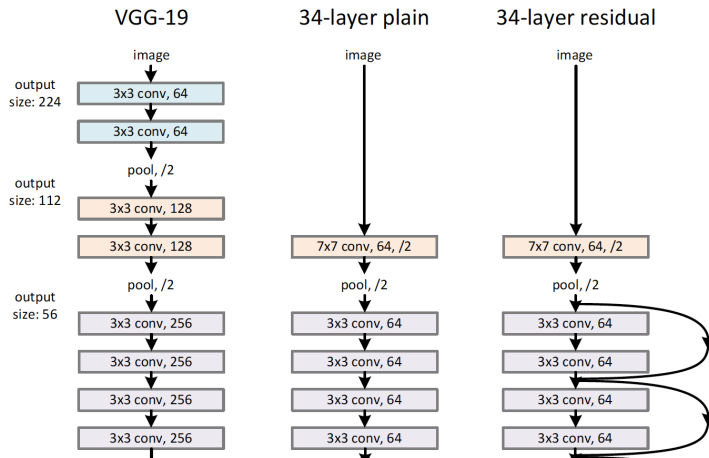 VGG-19
34-layer plain
34-layer residual
image
image
image
output
size: 224
3x3 conv, 64
3x3 conv, 64
pool, /2
output
size: 112
3x3 conv, 128
3x3 conv, 128
7x7 conv, 64, /2
7x7 conv, 64, /2
pool, /2
pool, /2
pool, /2
output
size: 56
3x3 conv, 256
3x3 conv, 64
3x3 conv, 64
3x3 conv, 256
3x3 conv, 64
3x3 conv, 64
3x3 conv, 256
3x3 conv, 64
3x3 conv, 64
3x3 conv, 256
3x3 conv, 64
3x3 conv, 64